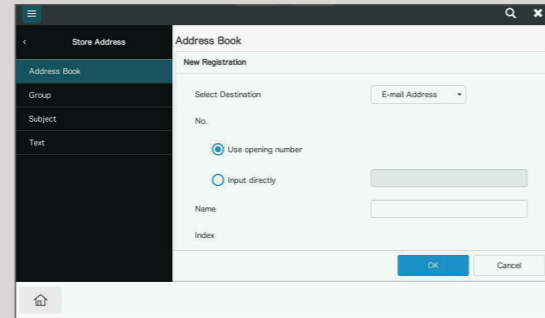 Store Address
Address Book
Group
Subject
Text
Address Book
New Registration
Select Destination
E-mail Address
No.
Use opening number
Input directly
Name
Index
OK
Cancel